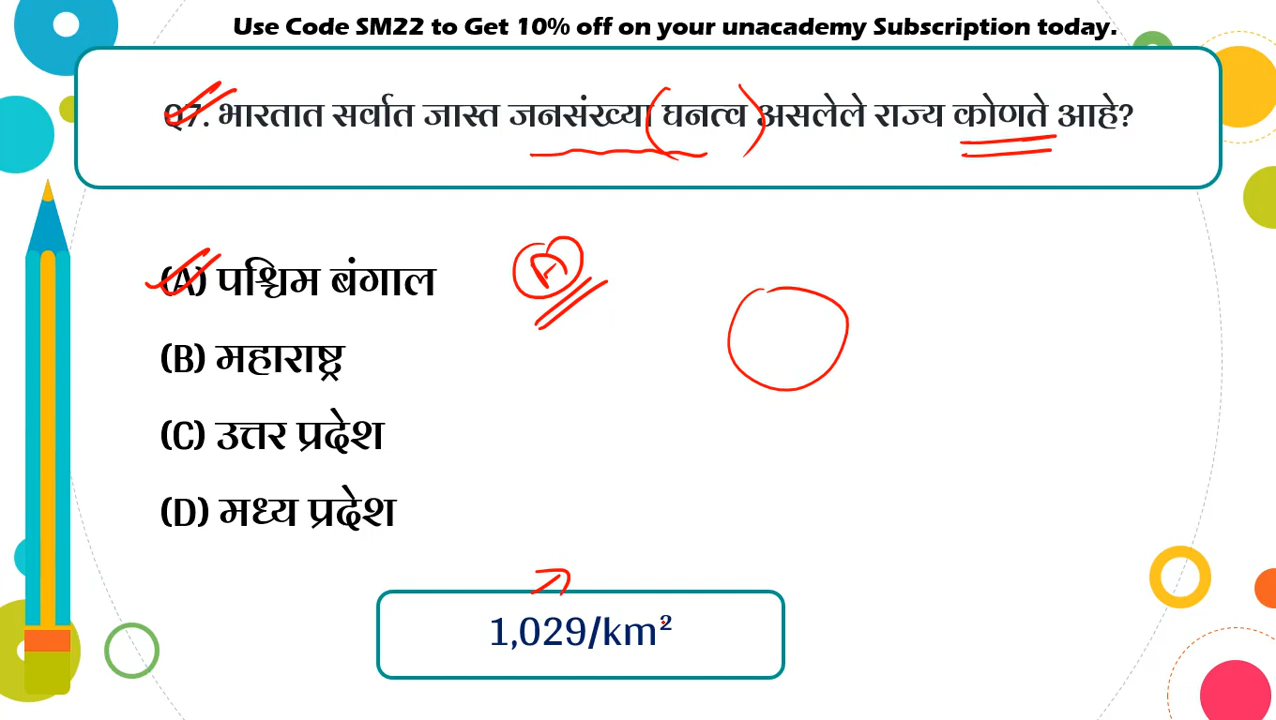 Use Code SM22 to Get 10% off on your unacademy Subscription today.
Q7. भारतात सर्वात जास्त जनसंख्या घनत्व असलेले राज्य कोणते आहे?
(A) पश्चिम बंगाल
A
(B) महाराष्ट्र
(C) उत्तर प्रदेश
(D) मध्य प्रदेश
1,029/km²